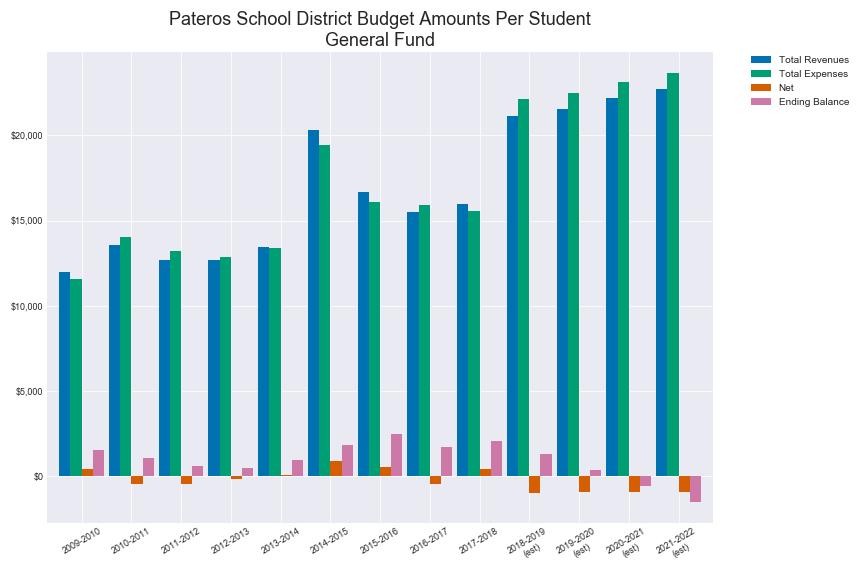 Pateros School District Budget Amounts Per Student
General Fund
Total Revenues
Total Expenses
Net
Ending Balance
$20,000
$15,000
$10,000
$5,000
$0
2009-2010
2010-2011
2011-2012
2012-2013
2013-2014
2014-2015
2015-2016
2016-2017
2017-2018
2018-2019
(est)
2019-2020
(est)
2020-2021
(est)
2021-2022
(est)